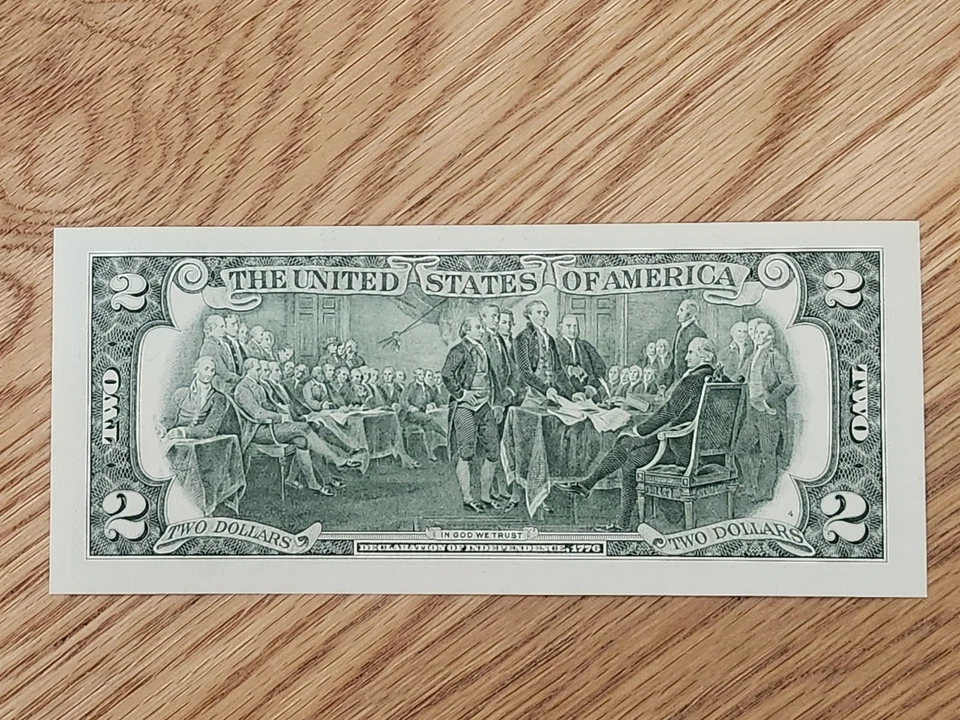 THE UNITED STATES OF AMERICA
2
2
TWO
TWO
2
2
TWO DOLLARS
TWO DOLLARS
4
IN GOD WE TRUST
DECLARATION OF INDEPENDENCE, 1776